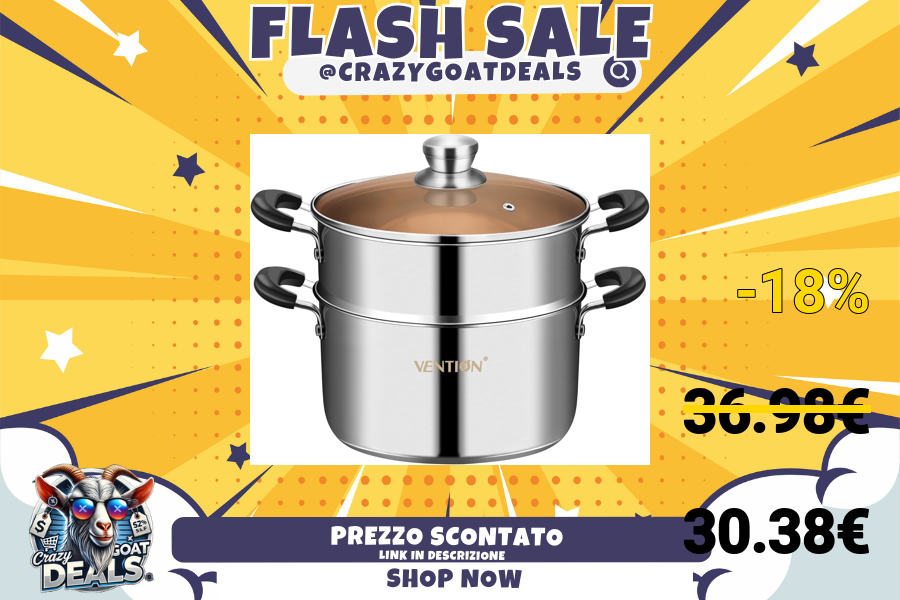 FLASH SALE
@CRAZYGOATDEALS
VENTION®
-18%
36.98€
30.38€
PREZZO SCONTATO
LINK IN DESCRIZIONE
SHOP NOW
$
52%
Crazy GOAT
DEALS